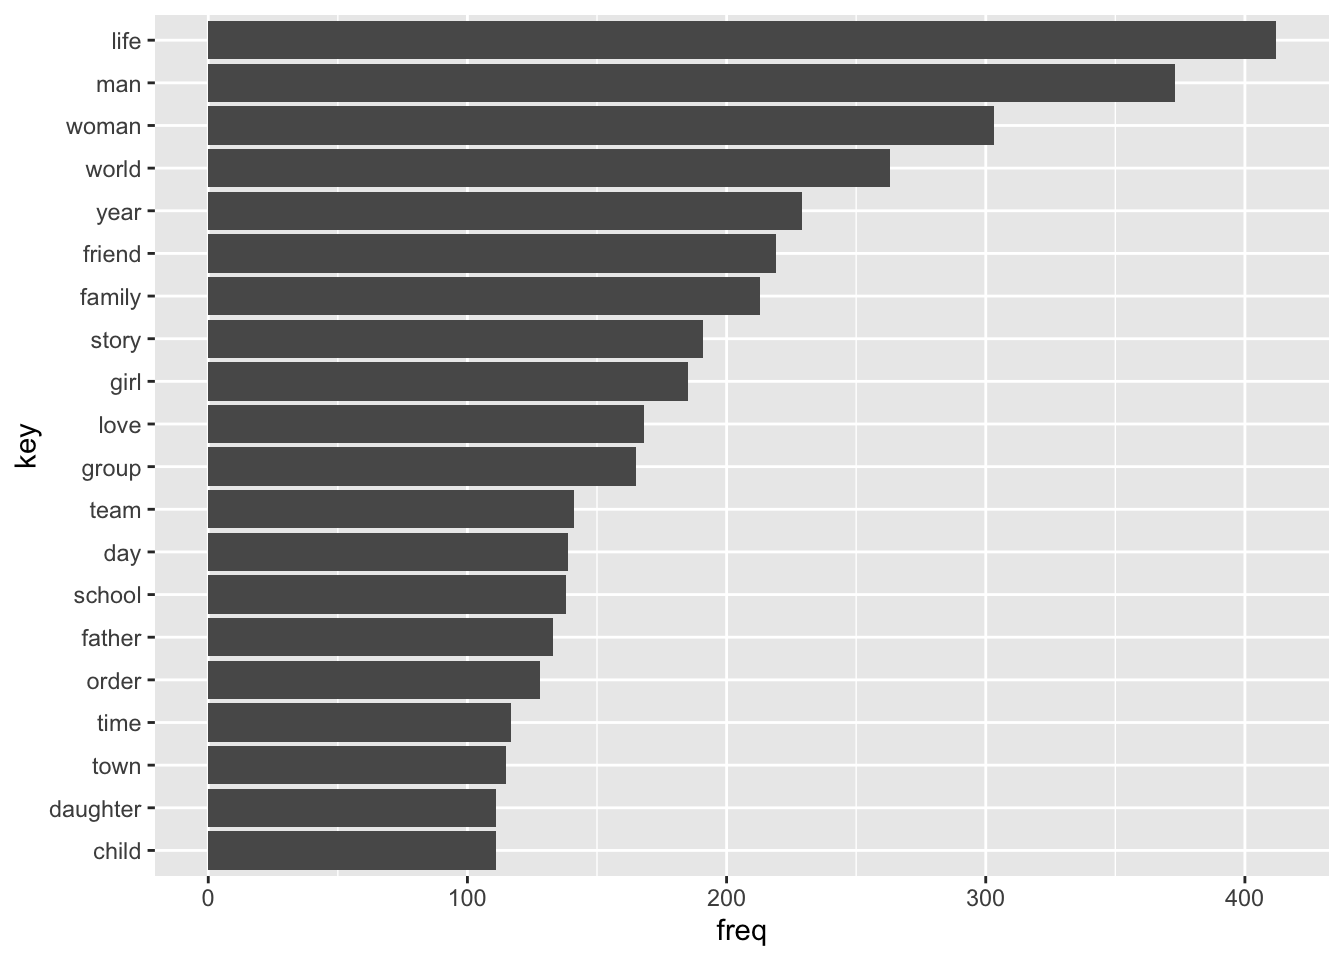 life
man
woman
world
year
friend
family
story
girl
love
group
team
day
school
father
order
time
town
daughter
child
key
0 100 200 300 400
freq